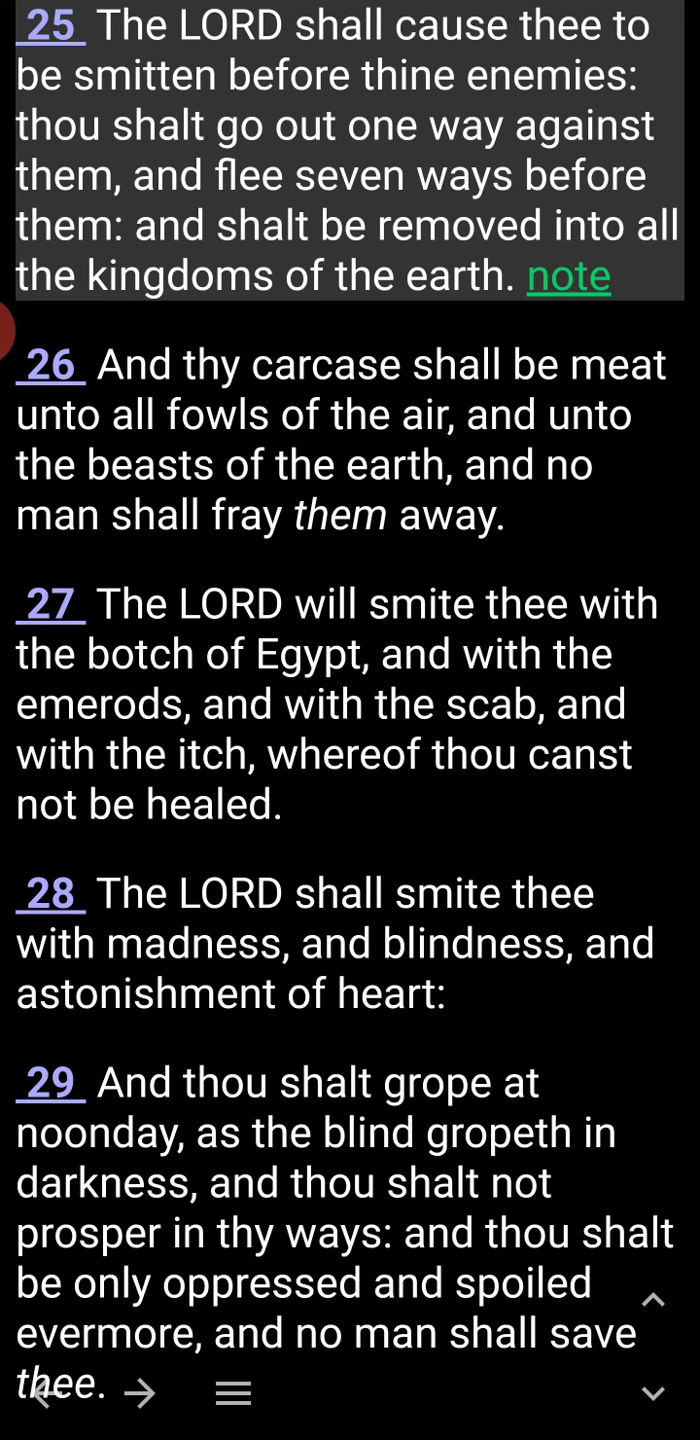 25 The LORD shall cause thee to
be smitten before thine enemies:
thou shalt go out one way against
them, and flee seven ways before
them: and shalt be removed into all
the kingdoms of the earth. note
26 And thy carcase shall be meat
unto all fowls of the air, and unto
the beasts of the earth, and no
man shall fray them away.
27 The LORD will smite thee with
the botch of Egypt, and with the
emerods, and with the scab, and
with the itch, whereof thou canst
not be healed.
28 The LORD shall smite thee
with madness, and blindness, and
astonishment of heart:
29 And thou shalt grope at
noonday, as the blind gropeth in
darkness, and thou shalt not
prosper in thy ways: and thou shalt
be only oppressed and spoiled
evermore, and no man shall save
thee.